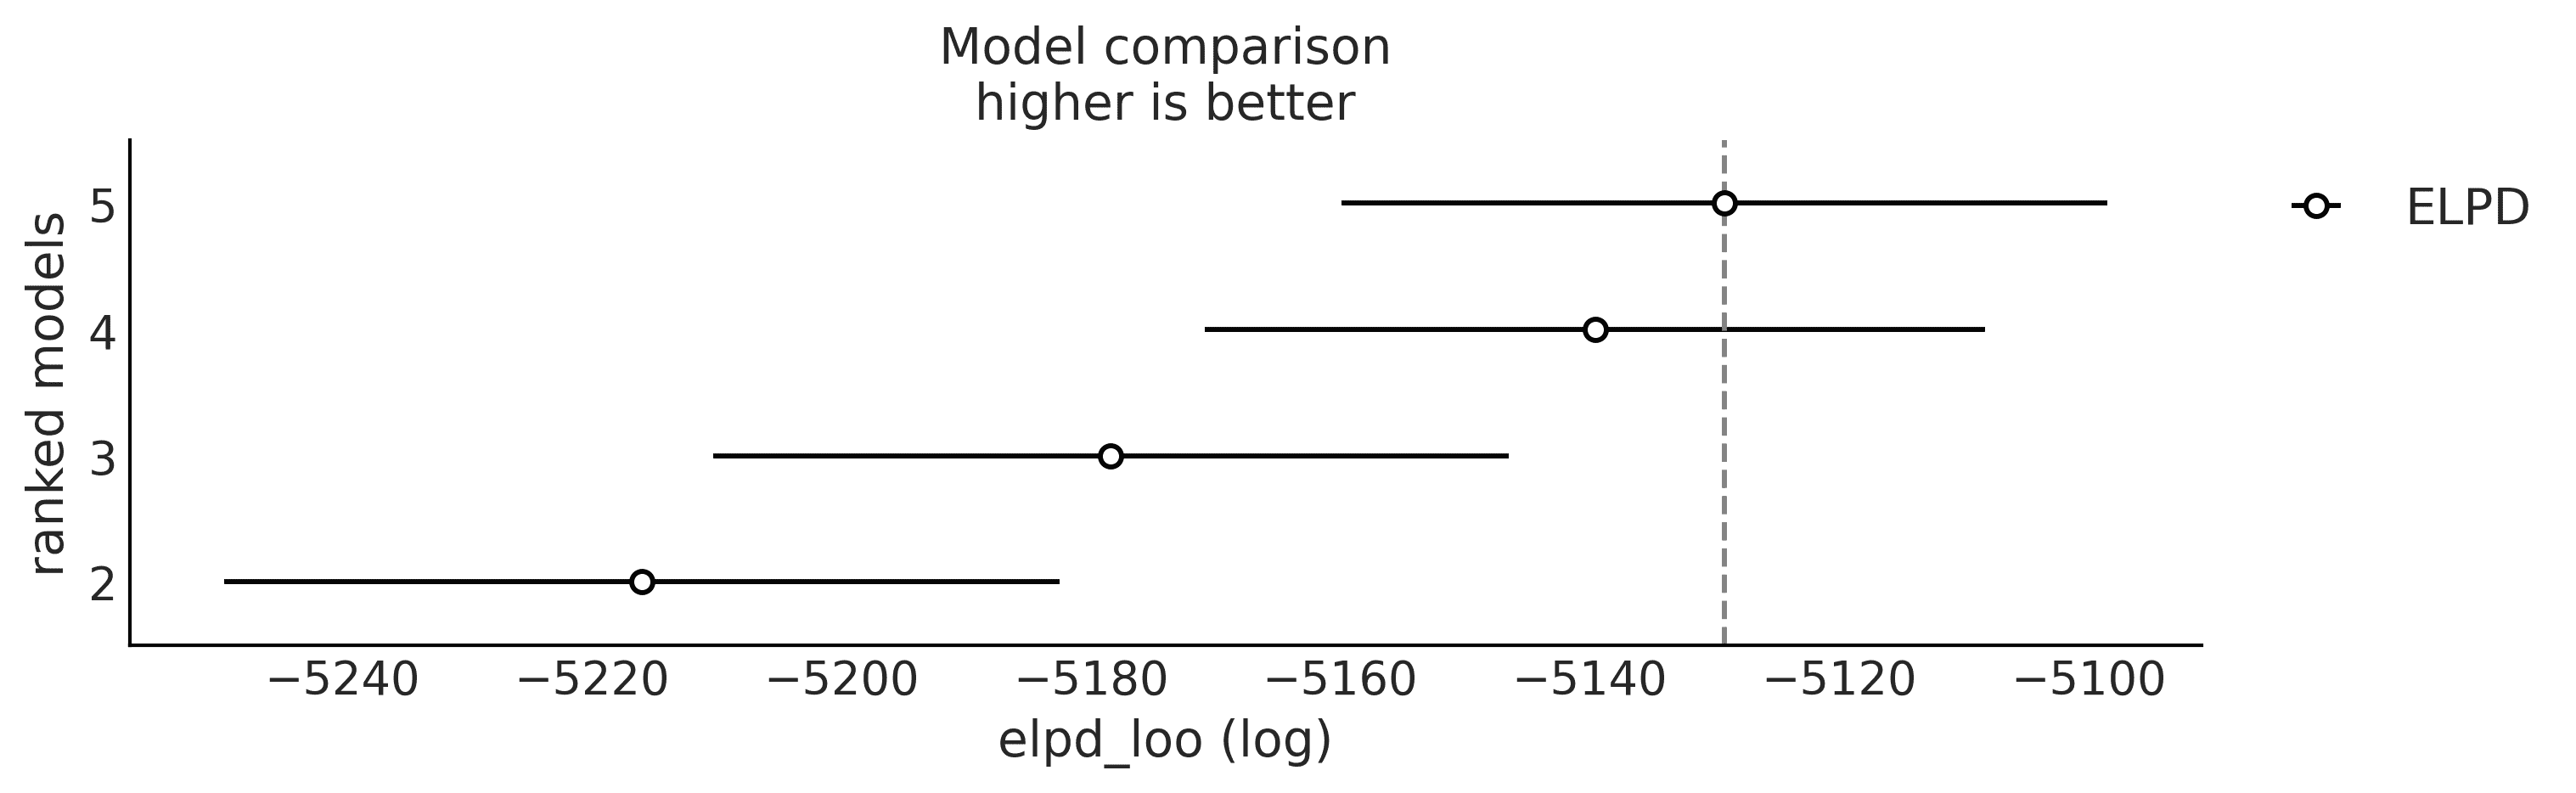 Model comparison
higher is better
ranked models
5
4
3
2
−5240 −5220 −5200 −5180 −5160 −5140 −5120 −5100
elpd_loo (log)
ELPD